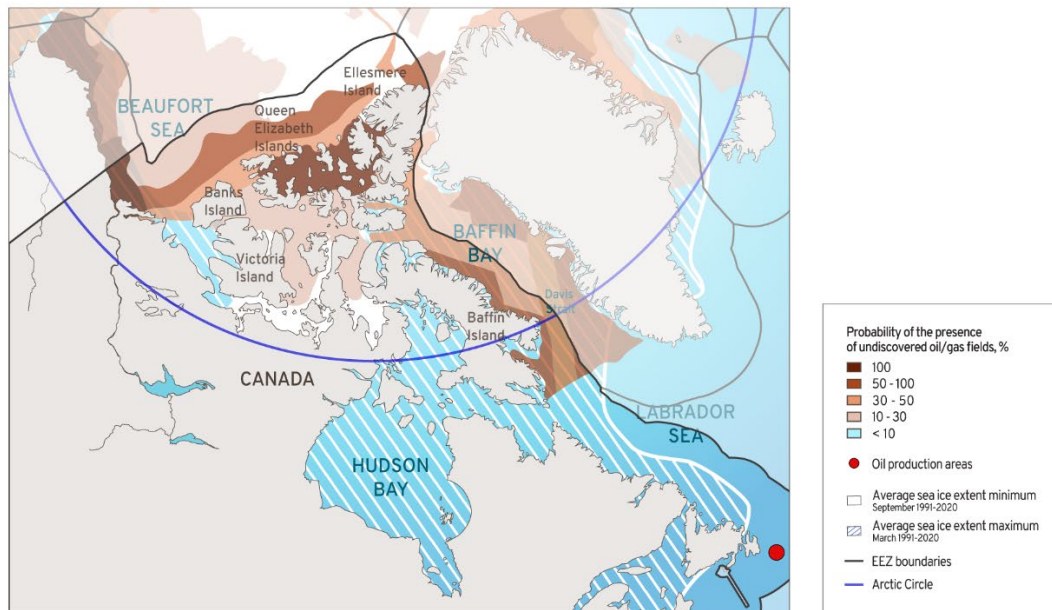 Ellesmere
Island
BEAUFORT
SEA
Queen
Elizabeth
Islands
Banks
Island
BAFFIN
BAY
Victoria
Island
Davis
Strait
Baffin
Island
CANADA
LABRADOR
SEA
HUDSON
BAY
Probability of the presence
of undiscovered oil/gas fields, %
100
50 - 100
30 - 50
10 - 30
< 10
Oil production areas
Average sea ice extent minimum
September 1991-2020
Average sea ice extent maximum
March 1991-2020
EEZ boundaries
Arctic Circle